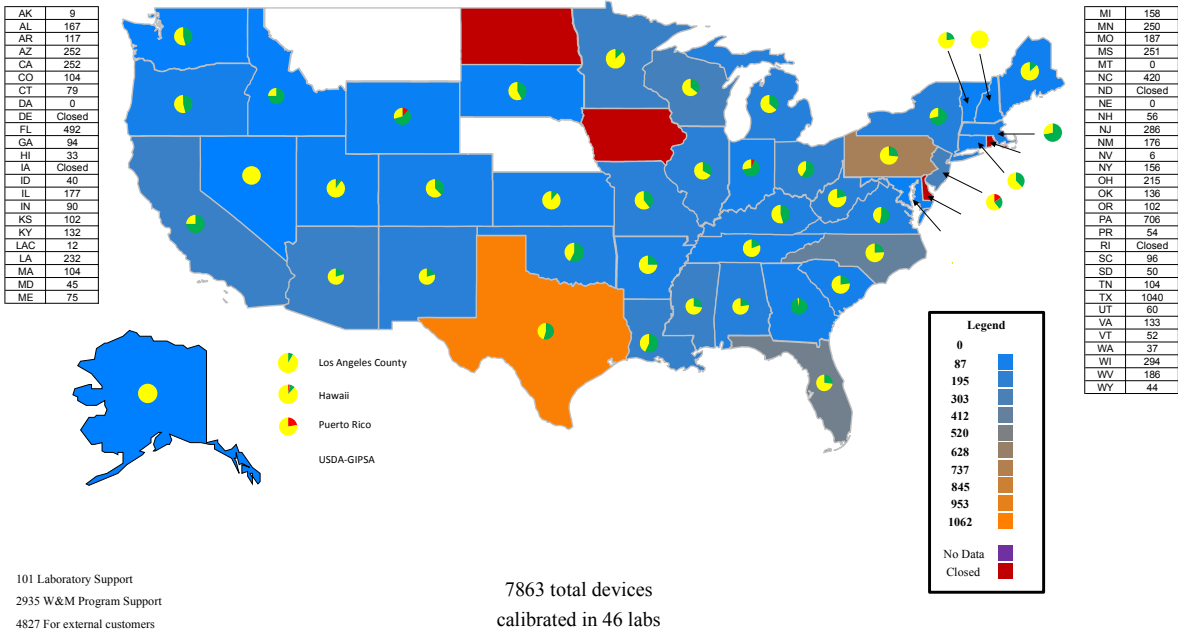 AK 9
AL 167
AR 117
AZ 252
CA 252
CO 104
CT 79
DA 0
DE Closed
FL 492
GA 94
HI 33
IA Closed
ID 40
IL 177
IN 90
KS 102
KY 132
LAC 12
LA 232
MA 104
MD 45
ME 75
MI 158
MN 250
MO 187
MS 251
MT 0
NC 420
ND Closed
NE 0
NH 56
NJ 286
NM 176
NV 6
NY 156
OH 215
OK 136
OR 102
PA 706
PR 54
RI Closed
SC 96
SD 50
TN 104
TX 1040
UT 60
VA 133
VT 52
WA 37
WI 294
WV 186
WY 44
Los Angeles County
Hawaii
Puerto Rico
USDA-GIPSA
Legend
0
87
195
303
412
520
628
737
845
953
1062
No Data
Closed
101 Laboratory Support
2935 W&M Program Support
4827 For external customers
7863 total devices
calibrated in 46 labs